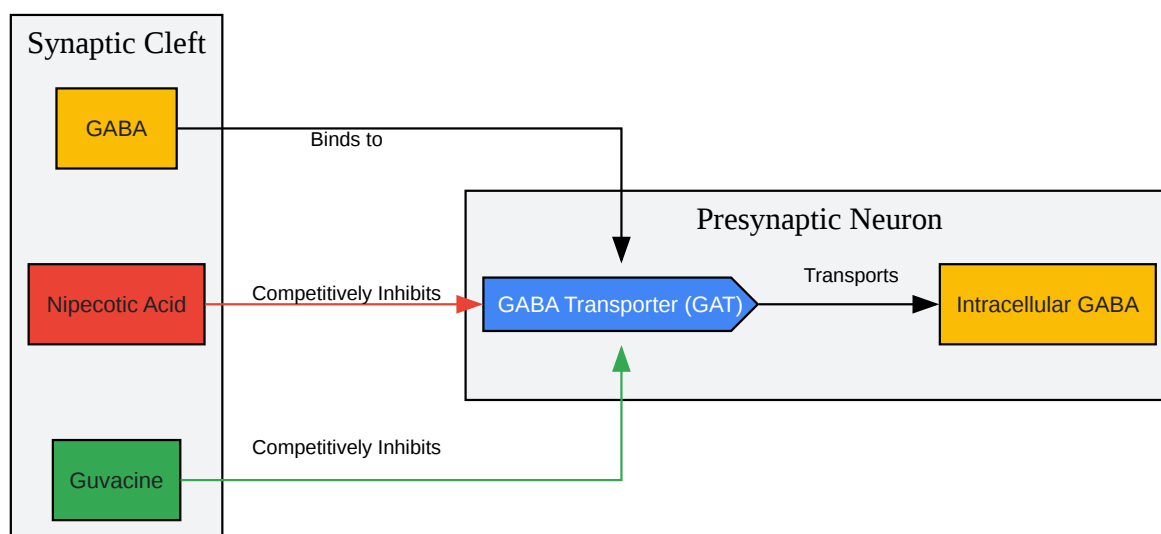 Synaptic Cleft
GABA
Binds to
Presynaptic Neuron
Nipecotic Acid
Competitively Inhibits
GABA Transporter (GAT)
Transports
Intracellular GABA
Competitively Inhibits
Guvacine